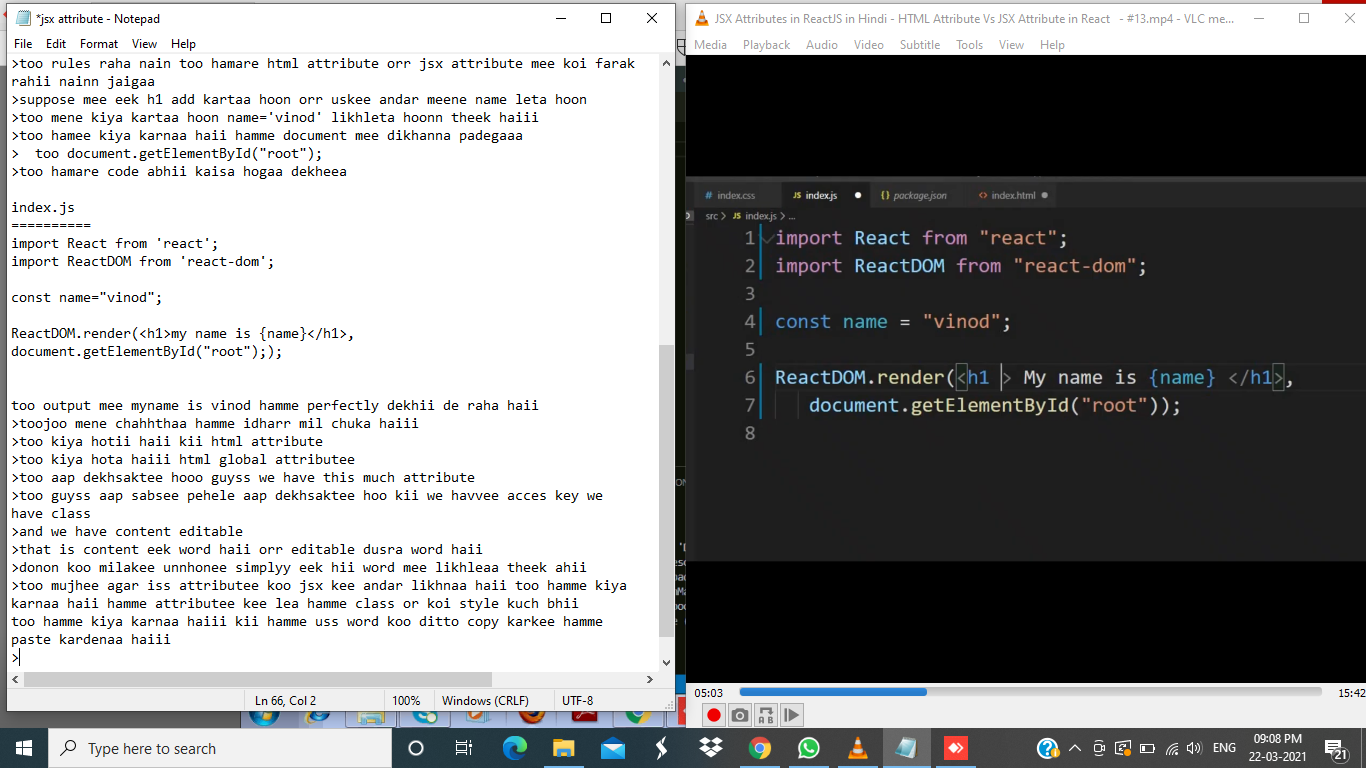 *jsx attribute - Notepad
File Edit Format View Help
>too rules raha nain too hamare html attribute orr jsx attribute mee koi farak
rahii nainn jaigaa
>suppose mee eek h1 add kartaa hoon orr uskee andar meene name leta hoon
>too mene kiya kartaa hoon name='vinod' likhleta hoonn theek haiii
>too hamee kiya karnaa haii hamme document mee dikhanna padegaaa
>  too document.getElementById("root");
>too hamare code abhii kaisa hogaa dekheea
index.js
==========
import React from 'react';
import ReactDOM from 'react-dom';
const name="vinod";
ReactDOM.render(<h1>my name is {name}</h1>,
document.getElementById("root"););
too output mee myname is vinod hamme perfectly dekhii de raha haii
>toojoo mene chahhthaa hamme idharr mil chuka haiii
>too kiya hotii haii kii html attribute
>too kiya hota haiii html global attributee
>too aap dekhsaktee hooo guyss we have this much attribute
>too guyss aap sabsee pehele aap dekhsaktee hoo kii we havvee acces key we
have class
>and we have content editable
>that is content eek word haii orr editable dusra word haii
>donon koo milakee unnhonee simplyy eek hii word mee likhleaa theek ahii
>too mujhee agar iss attributee koo jsx kee andar likhnaa haii too hamme kiya
karnaa haii hamme attributee kee lea hamme class or koi style kuch bhii
too hamme kiya karnaa haiii kii hamme uss word koo ditto copy karkee hamme
paste kardenaa haiii
>
Ln 66, Col 2 100% Windows (CRLF) UTF-8
JSX Attributes in ReactJS in Hindi - HTML Attribute Vs JSX Attribute in React - #13.mp4 - VLC me...
Media Playback Audio Video Subtitle Tools View Help
# index.css JS index.js {} package.json <> index.html
src > JS index.js > ...
1 import React from "react";
2 import ReactDOM from "react-dom";
3
4 const name = "vinod";
5
6 ReactDOM.render(<h1 > My name is {name} </h1>,
7 document.getElementById("root"));
8
05:03 15:42
Type here to search
ENG
09:08 PM
22-03-2021
21